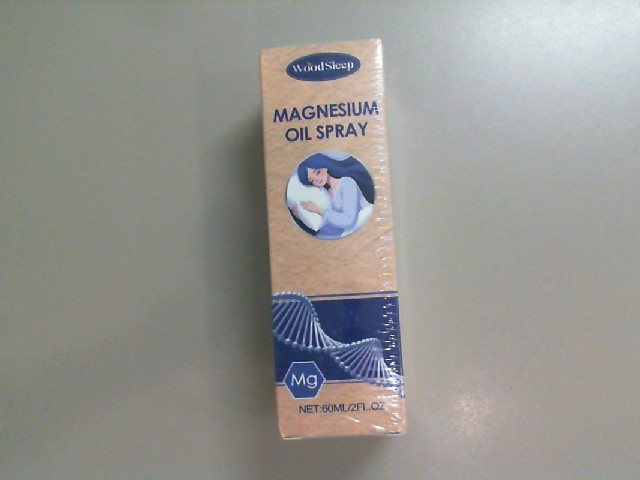 WoodSleep
MAGNESIUM
OIL SPRAY
Mg
NET:60ML/2FL.OZ